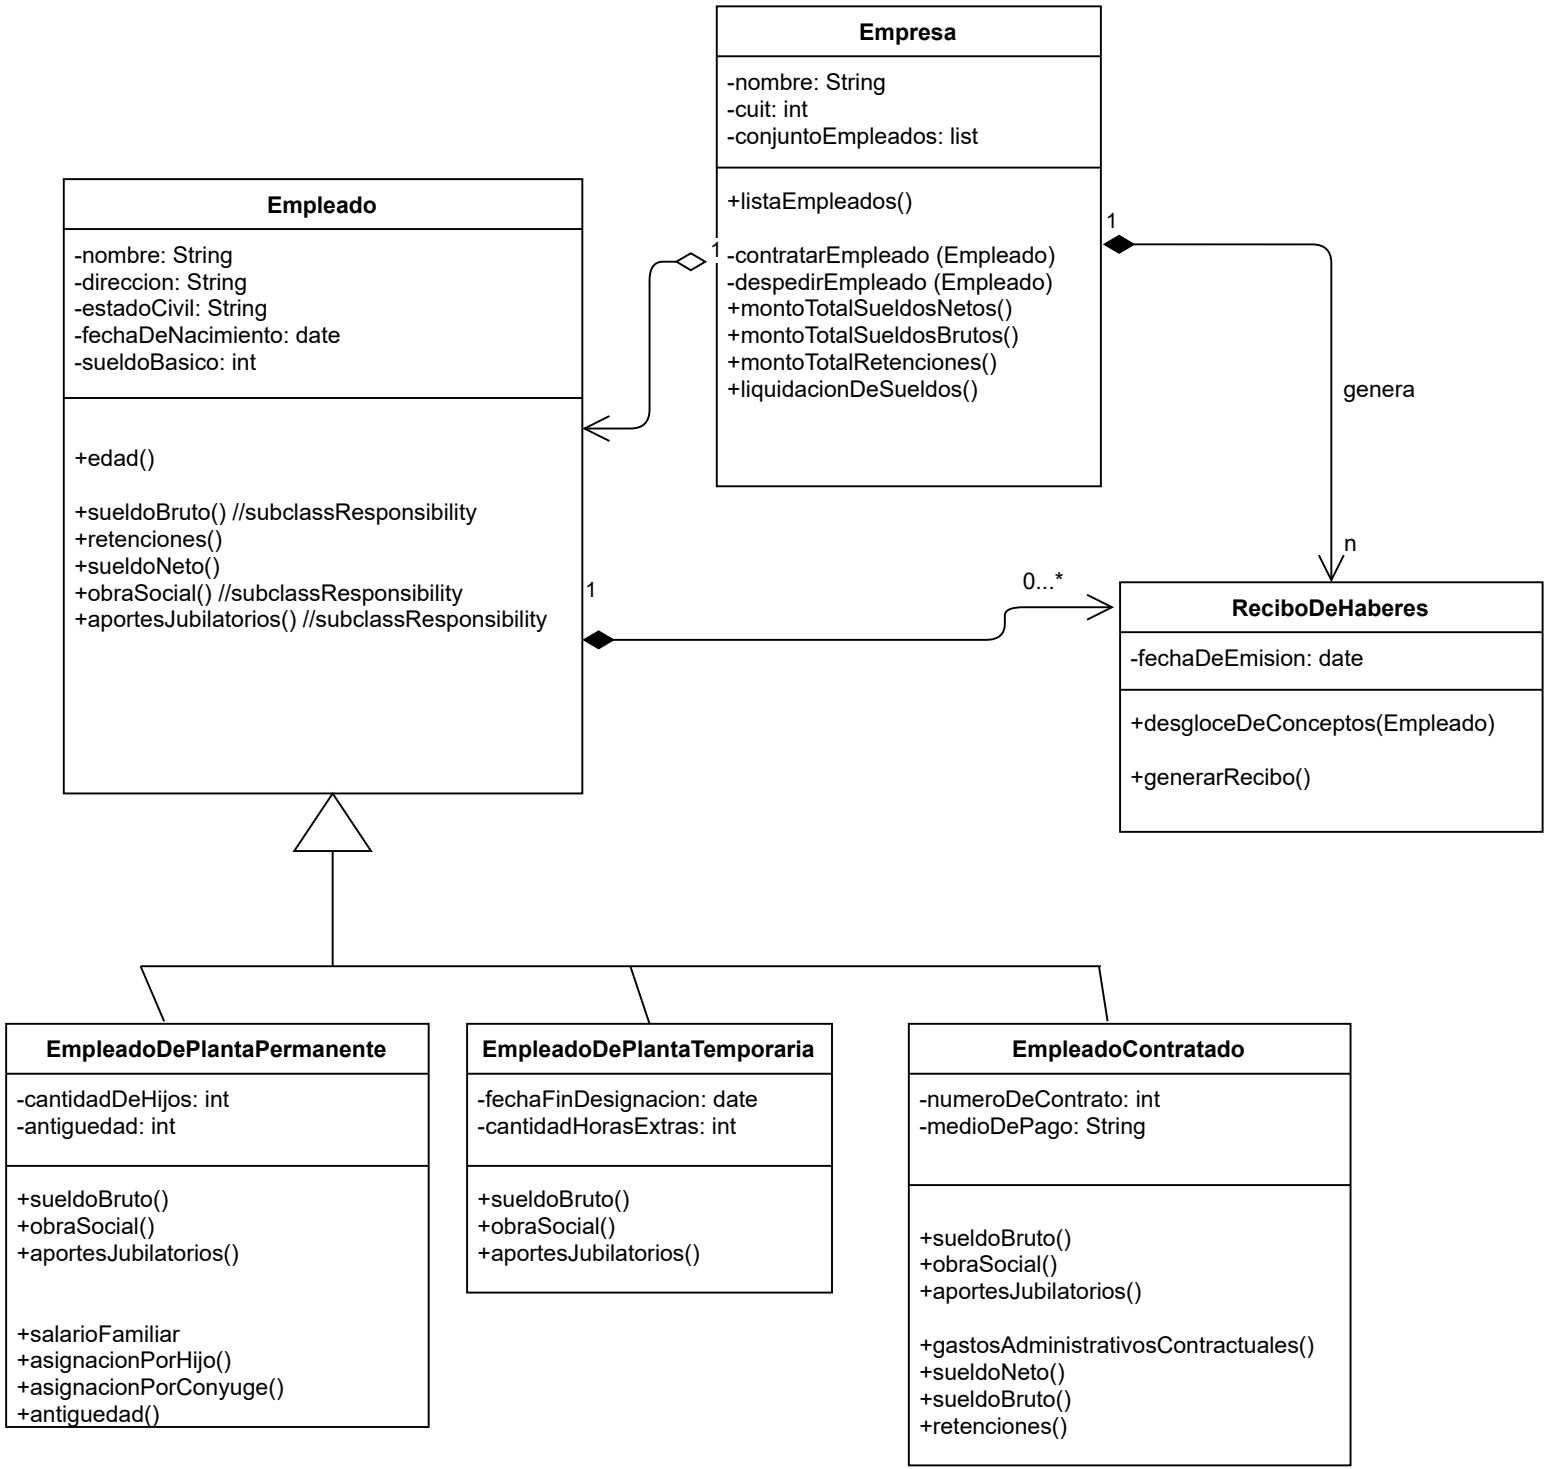 Empresa
-nombre: String
-cuit: int
-conjuntoEmpleados: list
+listaEmpleados()
-contratarEmpleado (Empleado)
-despedirEmpleado (Empleado)
+montoTotalSueldosNetos()
+montoTotalSueldosBrutos()
+montoTotalRetenciones()
+liquidacionDeSueldos()
1
1
genera
n
Empleado
-nombre: String
-direccion: String
-estadoCivil: String
-fechaDeNacimiento: date
-sueldoBasico: int
+edad()
+sueldoBruto() //subclassResponsibility
+retenciones()
+sueldoNeto()
+obraSocial() //subclassResponsibility
+aportesJubilatorios() //subclassResponsibility
1
0...*
ReciboDeHaberes
-fechaDeEmision: date
+desgloceDeConceptos(Empleado)
+generarRecibo()
EmpleadoDePlantaPermanente
-cantidadDeHijos: int
-antiguedad: int
+sueldoBruto()
+obraSocial()
+aportesJubilatorios()
+salarioFamiliar
+asignacionPorHijo()
+asignacionPorConyuge()
+antiguedad()
EmpleadoDePlantaTemporaria
-fechaFinDesignacion: date
-cantidadHorasExtras: int
+sueldoBruto()
+obraSocial()
+aportesJubilatorios()
EmpleadoContratado
-numeroDeContrato: int
-medioDePago: String
+sueldoBruto()
+obraSocial()
+aportesJubilatorios()
+gastosAdministrativosContractuales()
+sueldoNeto()
+sueldoBruto()
+retenciones()